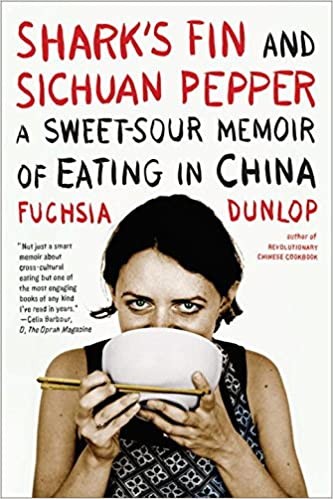 SHARK'S FIN AND
SICHUAN PEPPER
A SWEET-SOUR MEMOIR
OF EATING IN CHINA
FUCHSIA DUNLOP
author of
REVOLUTIONARY
CHINESE COOKBOOK
"Not just a smart
memoir about
cross-cultural
eating but one of
the most engaging
books of any kind
I've read in years."
—Celia Barbour,
O, The Oprah Magazine